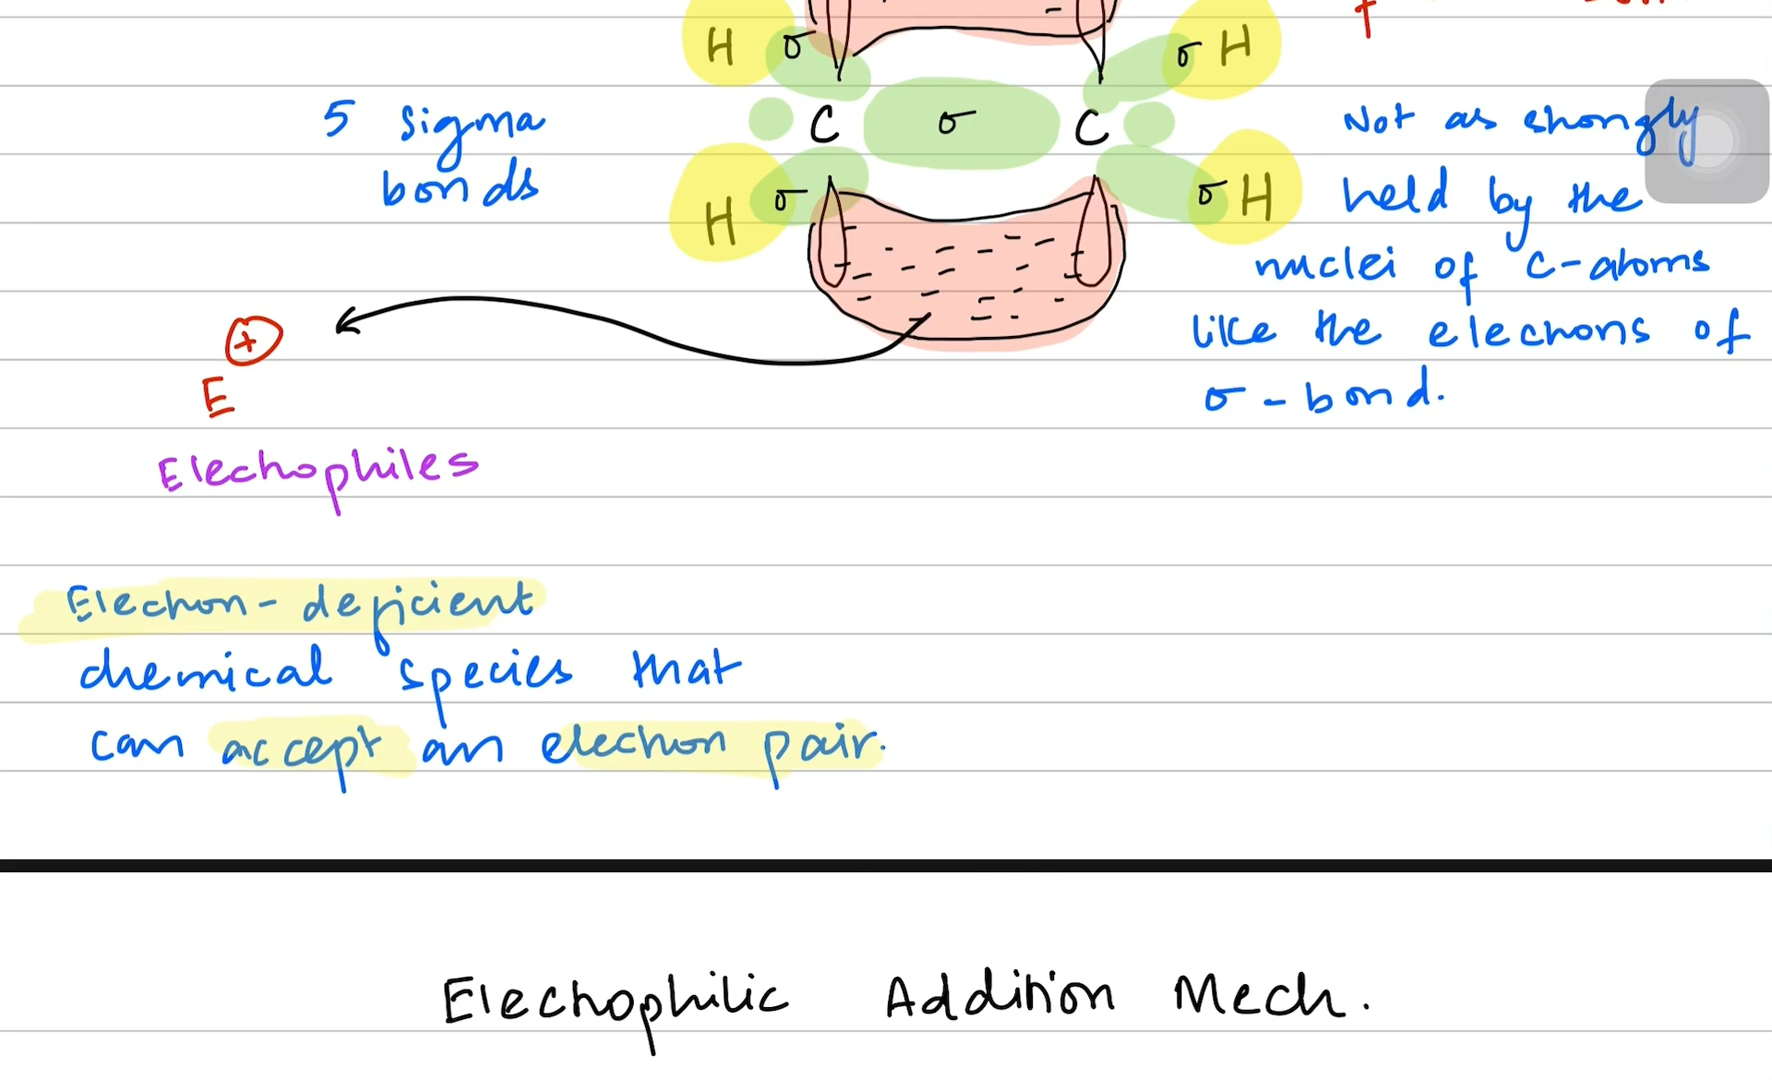 H σ σ H
5 sigma
bonds
C σ C
H σ σ H
Not as strongly
held by the
nuclei of C-atoms
like the electrons of
σ - bond.
+
E
Electrophiles
Electron - deficient
chemical species that
can accept an electron pair.
Electrophilic Addition Mech.